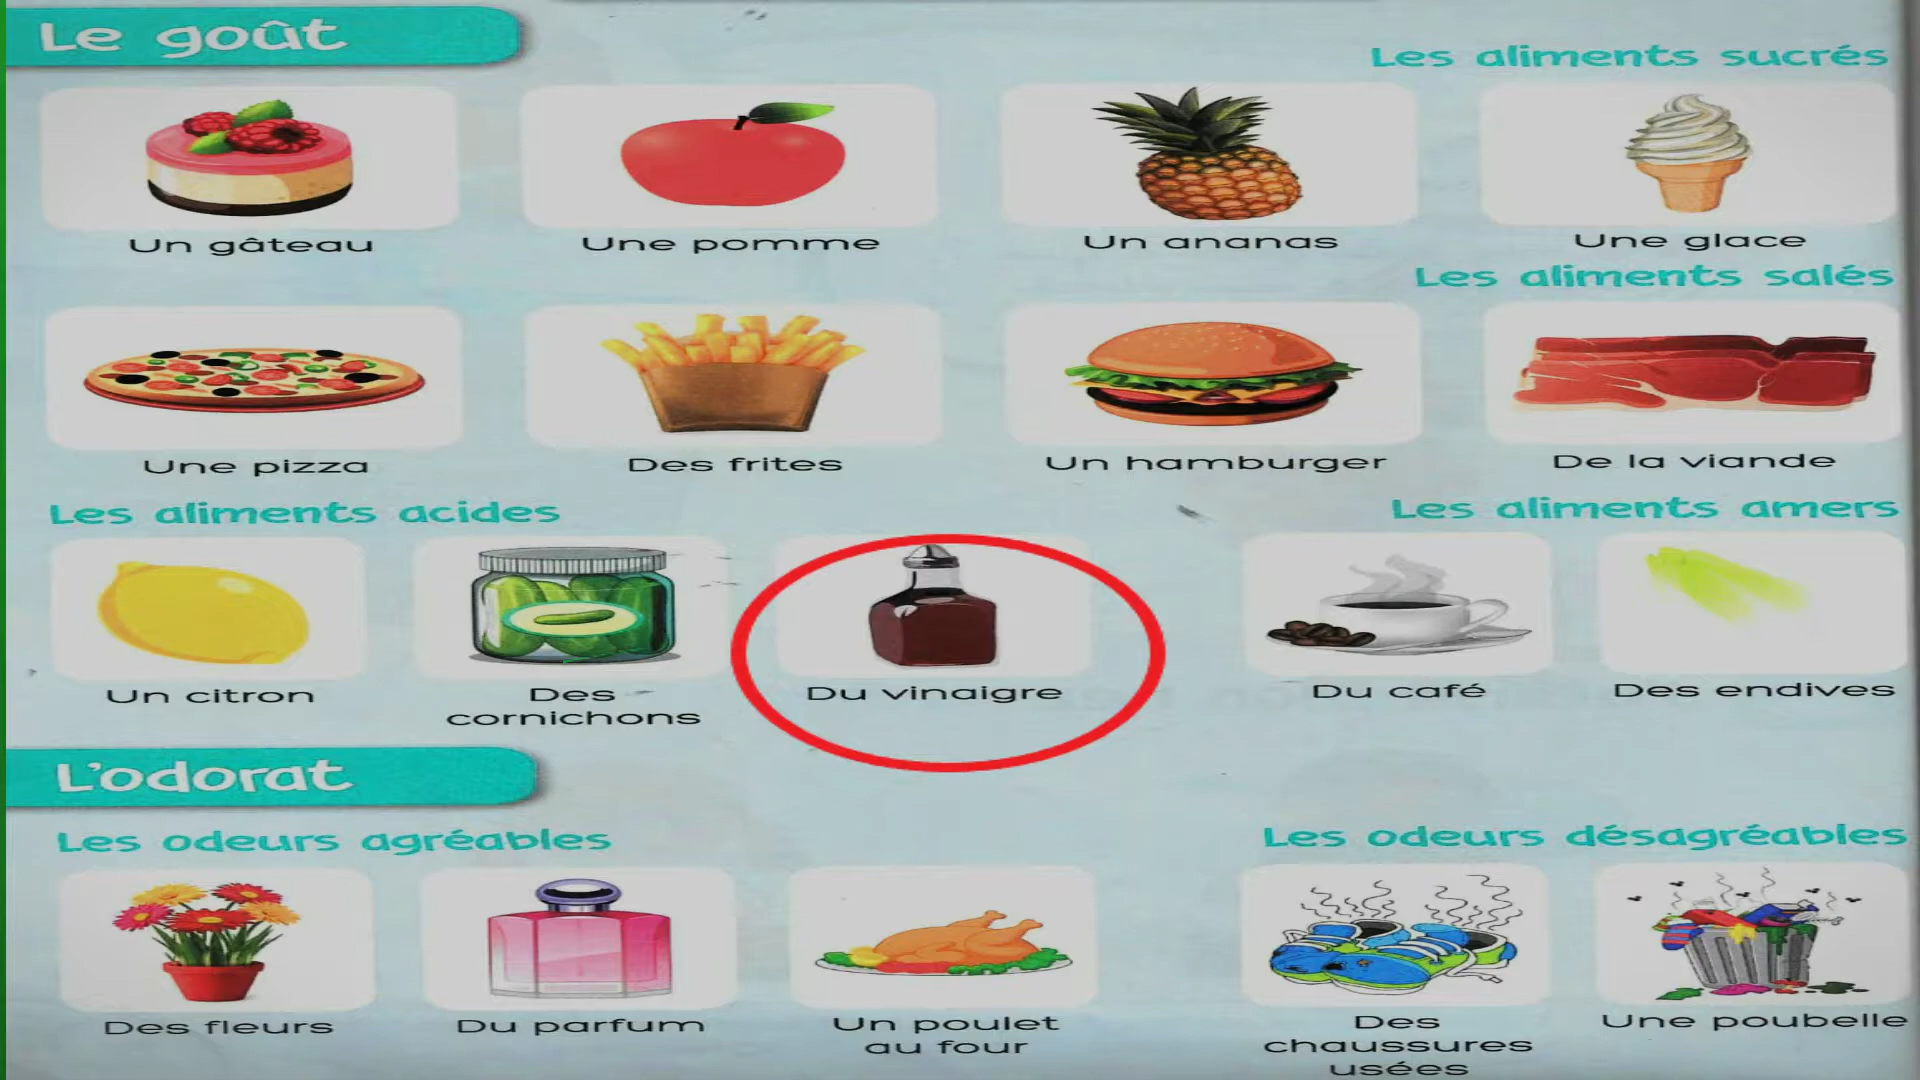 Le goût
Les aliments sucrés
Un gâteau
Une pomme
Un ananas
Une glace
Les aliments salés
Une pizza
Des frites
Un hamburger
De la viande
Les aliments acides
Les aliments amers
Un citron
Des
cornichons
Du vinaigre
Du café
Des endives
L'odorat
Les odeurs agréables
Les odeurs désagréables
Des fleurs
Du parfum
Un poulet
au four
Des
chaussures
usées
Une poubelle